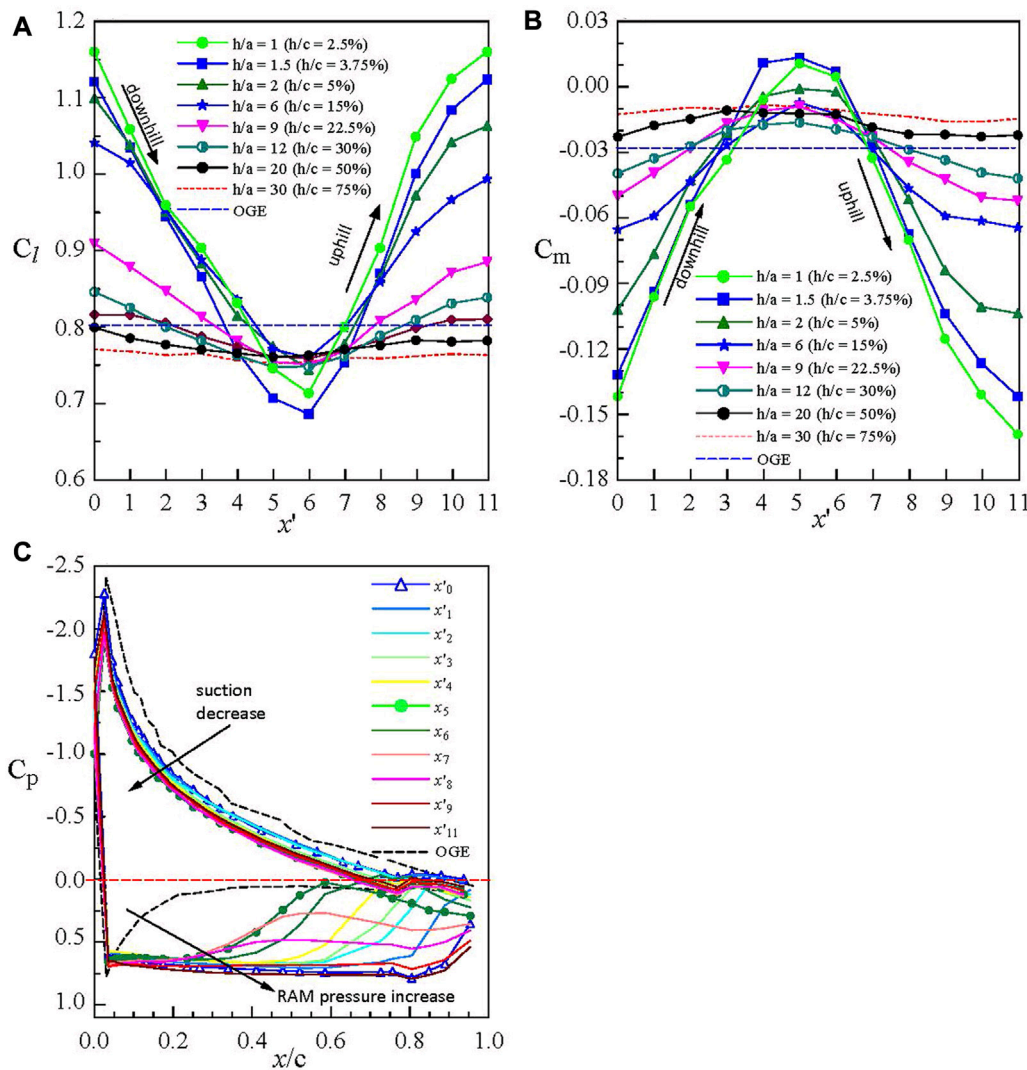 A
1.2
1.1
1.0
0.9
0.8
0.7
0.6
Cl
downhill
uphill
h/a = 1 (h/c = 2.5%)
h/a = 1.5 (h/c = 3.75%)
h/a = 2 (h/c = 5%)
h/a = 6 (h/c = 15%)
h/a = 9 (h/c = 22.5%)
h/a = 12 (h/c = 30%)
h/a = 20 (h/c = 50%)
h/a = 30 (h/c = 75%)
OGE
0 1 2 3 4 5 6 7 8 9 10 11
x'
B
0.03
0.00
-0.03
-0.06
-0.09
-0.12
-0.15
-0.18
Cm
downhill
uphill
h/a = 1 (h/c = 2.5%)
h/a = 1.5 (h/c = 3.75%)
h/a = 2 (h/c = 5%)
h/a = 6 (h/c = 15%)
h/a = 9 (h/c = 22.5%)
h/a = 12 (h/c = 30%)
h/a = 20 (h/c = 50%)
h/a = 30 (h/c = 75%)
OGE
0 1 2 3 4 5 6 7 8 9 10 11
x'
C
-2.5
-2.0
-1.5
-1.0
-0.5
0.0
0.5
1.0
Cp
suction
decrease
RAM pressure increase
x'0
x'1
x'2
x'3
x'4
x5
x6
x7
x'8
x'9
x'11
OGE
0.0 0.2 0.4 0.6 0.8 1.0
x/c